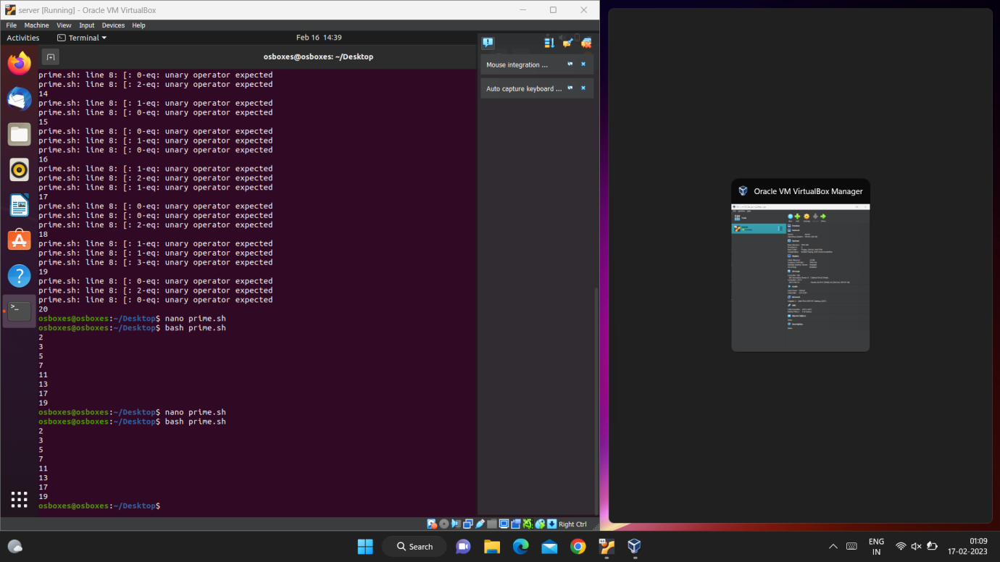 server [Running] - Oracle VM VirtualBox
File Machine View Input Devices Help
Activities Terminal Feb 16 14:39
osboxes@osboxes: ~/Desktop
Mouse integration ...
Auto capture keyboard ...
prime.sh: line 8: [: 0-eq: unary operator expected
prime.sh: line 8: [: 2-eq: unary operator expected
14
prime.sh: line 8: [: 1-eq: unary operator expected
prime.sh: line 8: [: 0-eq: unary operator expected
15
prime.sh: line 8: [: 0-eq: unary operator expected
prime.sh: line 8: [: 1-eq: unary operator expected
prime.sh: line 8: [: 0-eq: unary operator expected
16
prime.sh: line 8: [: 1-eq: unary operator expected
prime.sh: line 8: [: 2-eq: unary operator expected
prime.sh: line 8: [: 1-eq: unary operator expected
17
prime.sh: line 8: [: 0-eq: unary operator expected
prime.sh: line 8: [: 0-eq: unary operator expected
prime.sh: line 8: [: 2-eq: unary operator expected
18
prime.sh: line 8: [: 1-eq: unary operator expected
prime.sh: line 8: [: 1-eq: unary operator expected
prime.sh: line 8: [: 3-eq: unary operator expected
19
prime.sh: line 8: [: 0-eq: unary operator expected
prime.sh: line 8: [: 2-eq: unary operator expected
prime.sh: line 8: [: 0-eq: unary operator expected
20
osboxes@osboxes:~/Desktop$ nano prime.sh
osboxes@osboxes:~/Desktop$ bash prime.sh
2
3
5
7
11
13
17
19
osboxes@osboxes:~/Desktop$ nano prime.sh
osboxes@osboxes:~/Desktop$ bash prime.sh
2
3
5
7
11
13
17
19
osboxes@osboxes:~/Desktop$
Right Ctrl
Oracle VM VirtualBox Manager
Search
ENG
IN
01:09
17-02-2023